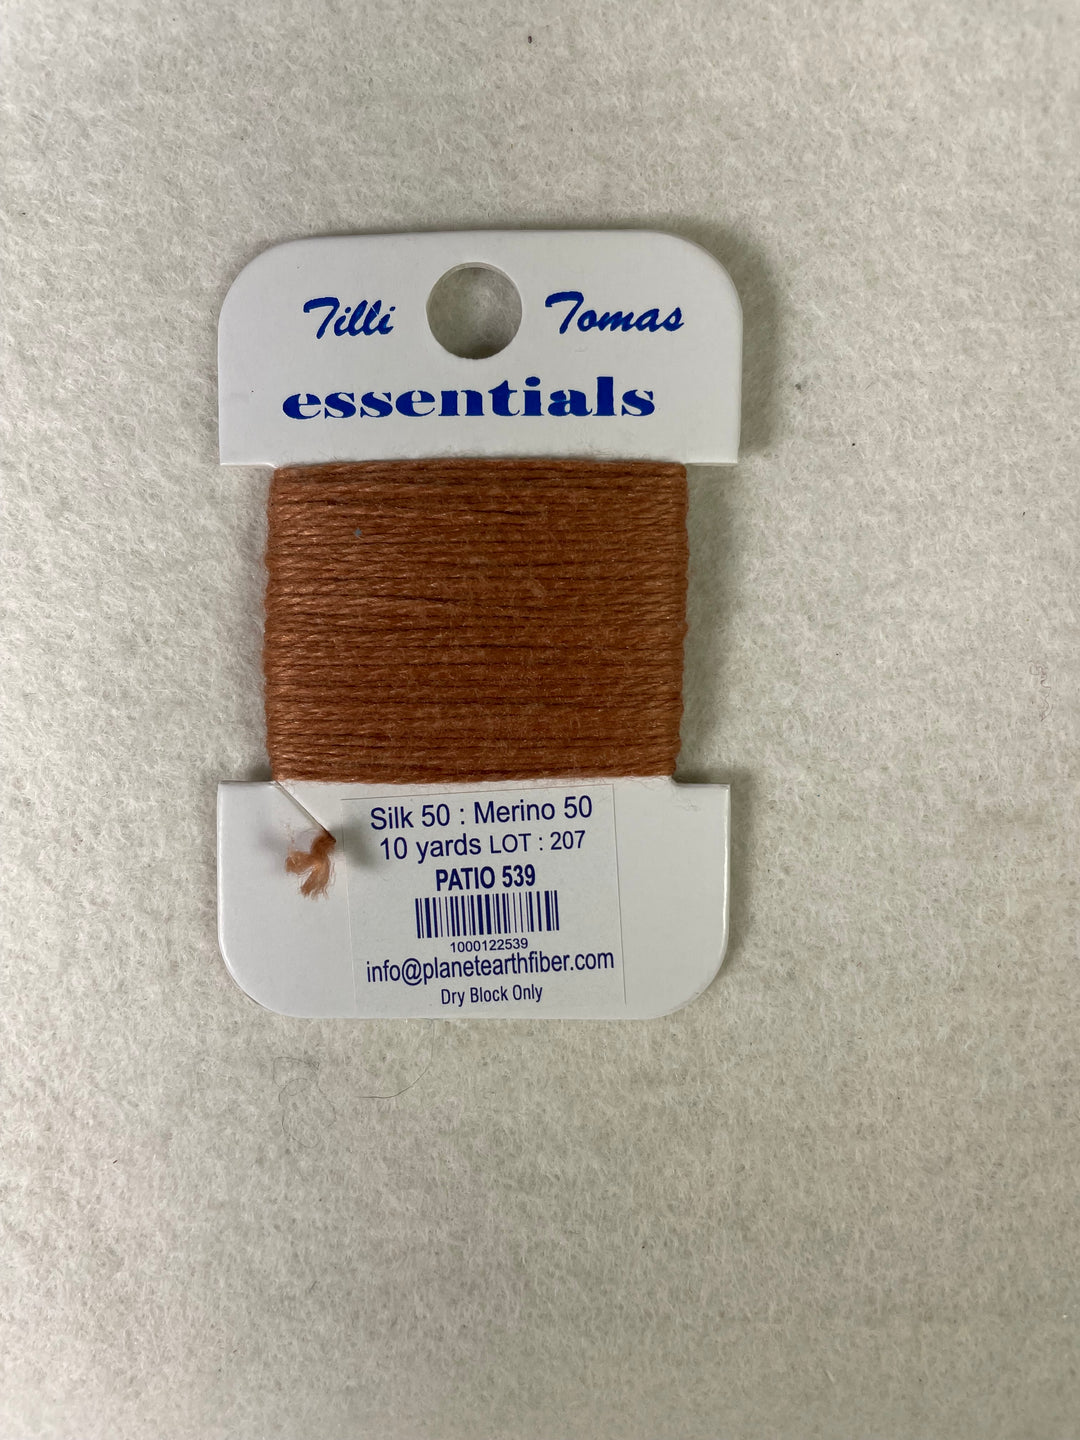 Tilli Tomas
essentials
Silk 50 : Merino 50
10 yards LOT : 207
PATIO 539
1000122539
info@planetearthfiber.com
Dry Block Only